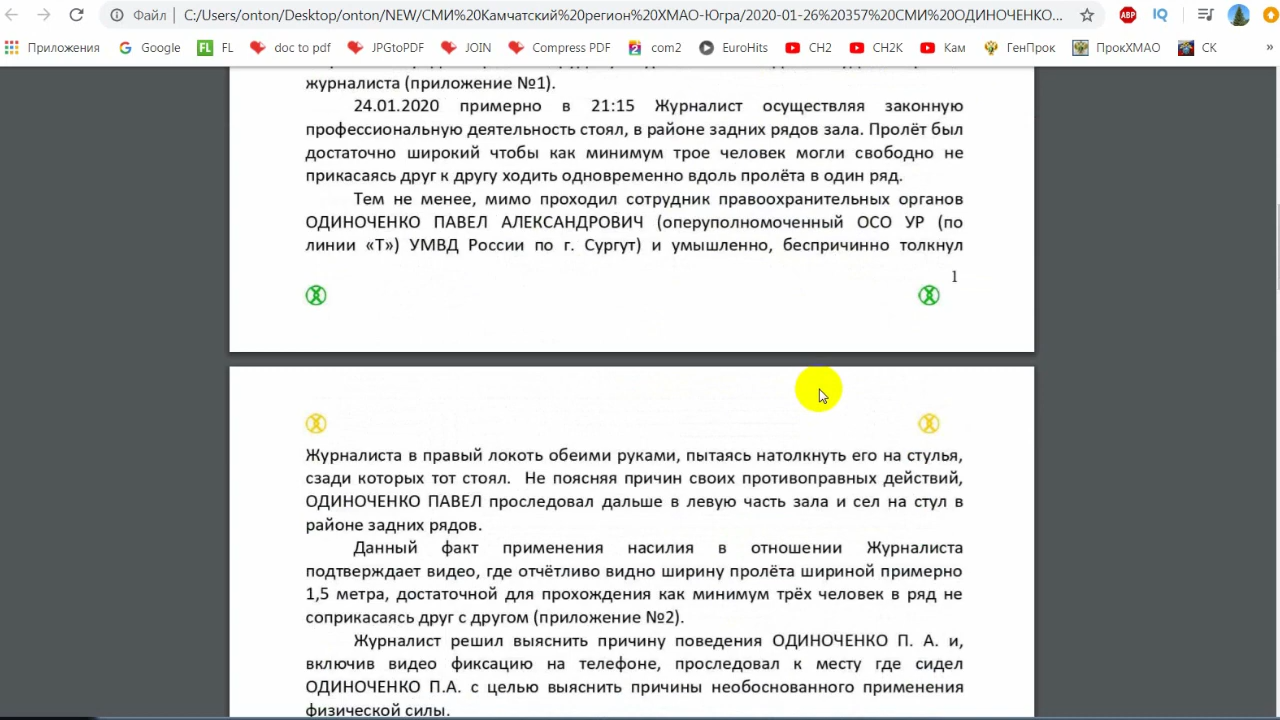 Файл
C:/Users/onton/Desktop/onton/NEW//СМИ%20Камчатский%20регион%20ХМАО-Югра/2020-01-26%20357%20СМИ%20ОДИНОЧЕНКО...
ABP
IQ
Приложения
Google
FL FL
doc to pdf
JPGtoPDF
JOIN
Compress PDF
2 com2
EuroHits
CH2
CH2K
Кам
ГенПрок
ПрокХМАО
СК
»
журналиста (приложение №1).
24.01.2020 примерно в 21:15 Журналист осуществляя законную
профессиональную деятельность стоял, в районе задних рядов зала. Пролёт был
достаточно широкий чтобы как минимум трое человек могли свободно не
прикасаясь друг к другу ходить одновременно вдоль пролёта в один ряд.
Тем не менее, мимо проходил сотрудник правоохранительных органов
ОДИНОЧЕНКО ПАВЕЛ АЛЕКСАНДРОВИЧ (оперуполномоченный ОСО УР (по
линии «Т») УМВД России по г. Сургут) и умышленно, беспричинно толкнул
1
Журналиста в правый локоть обеими руками, пытаясь натолкнуть его на стулья,
сзади которых тот стоял. Не поясняя причин своих противоправных действий,
ОДИНОЧЕНКО ПАВЕЛ проследовал дальше в левую часть зала и сел на стул в
районе задних рядов.
Данный факт применения насилия в отношении Журналиста
подтверждает видео, где отчётливо видно ширину пролёта шириной примерно
1,5 метра, достаточной для прохождения как минимум трёх человек в ряд не
соприкасаясь друг с другом (приложение №2).
Журналист решил выяснить причину поведения ОДИНОЧЕНКО П. А. и,
включив видео фиксацию на телефоне, проследовал к месту где сидел
ОДИНОЧЕНКО П.А. с целью выяснить причины необоснованного применения
физической силы.